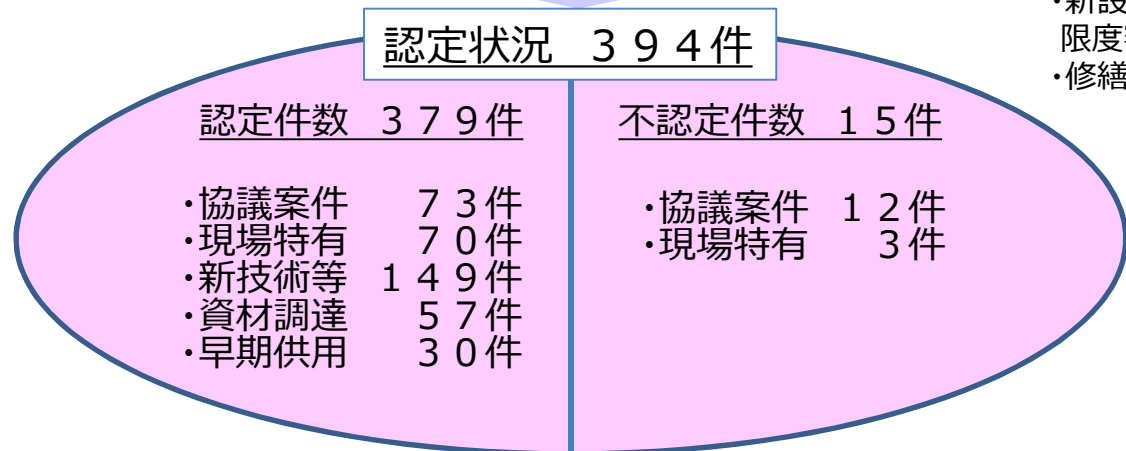 認定状況 ３９４件
・新設
限度
・修繕
認定件数 ３７９件
・協議案件 ７３件
・現場特有 ７０件
・新技術等 １４９件
・資材調達 ５７件
・早期供用 ３０件
不認定件数 １５件
・協議案件 １２件
・現場特有 ３件